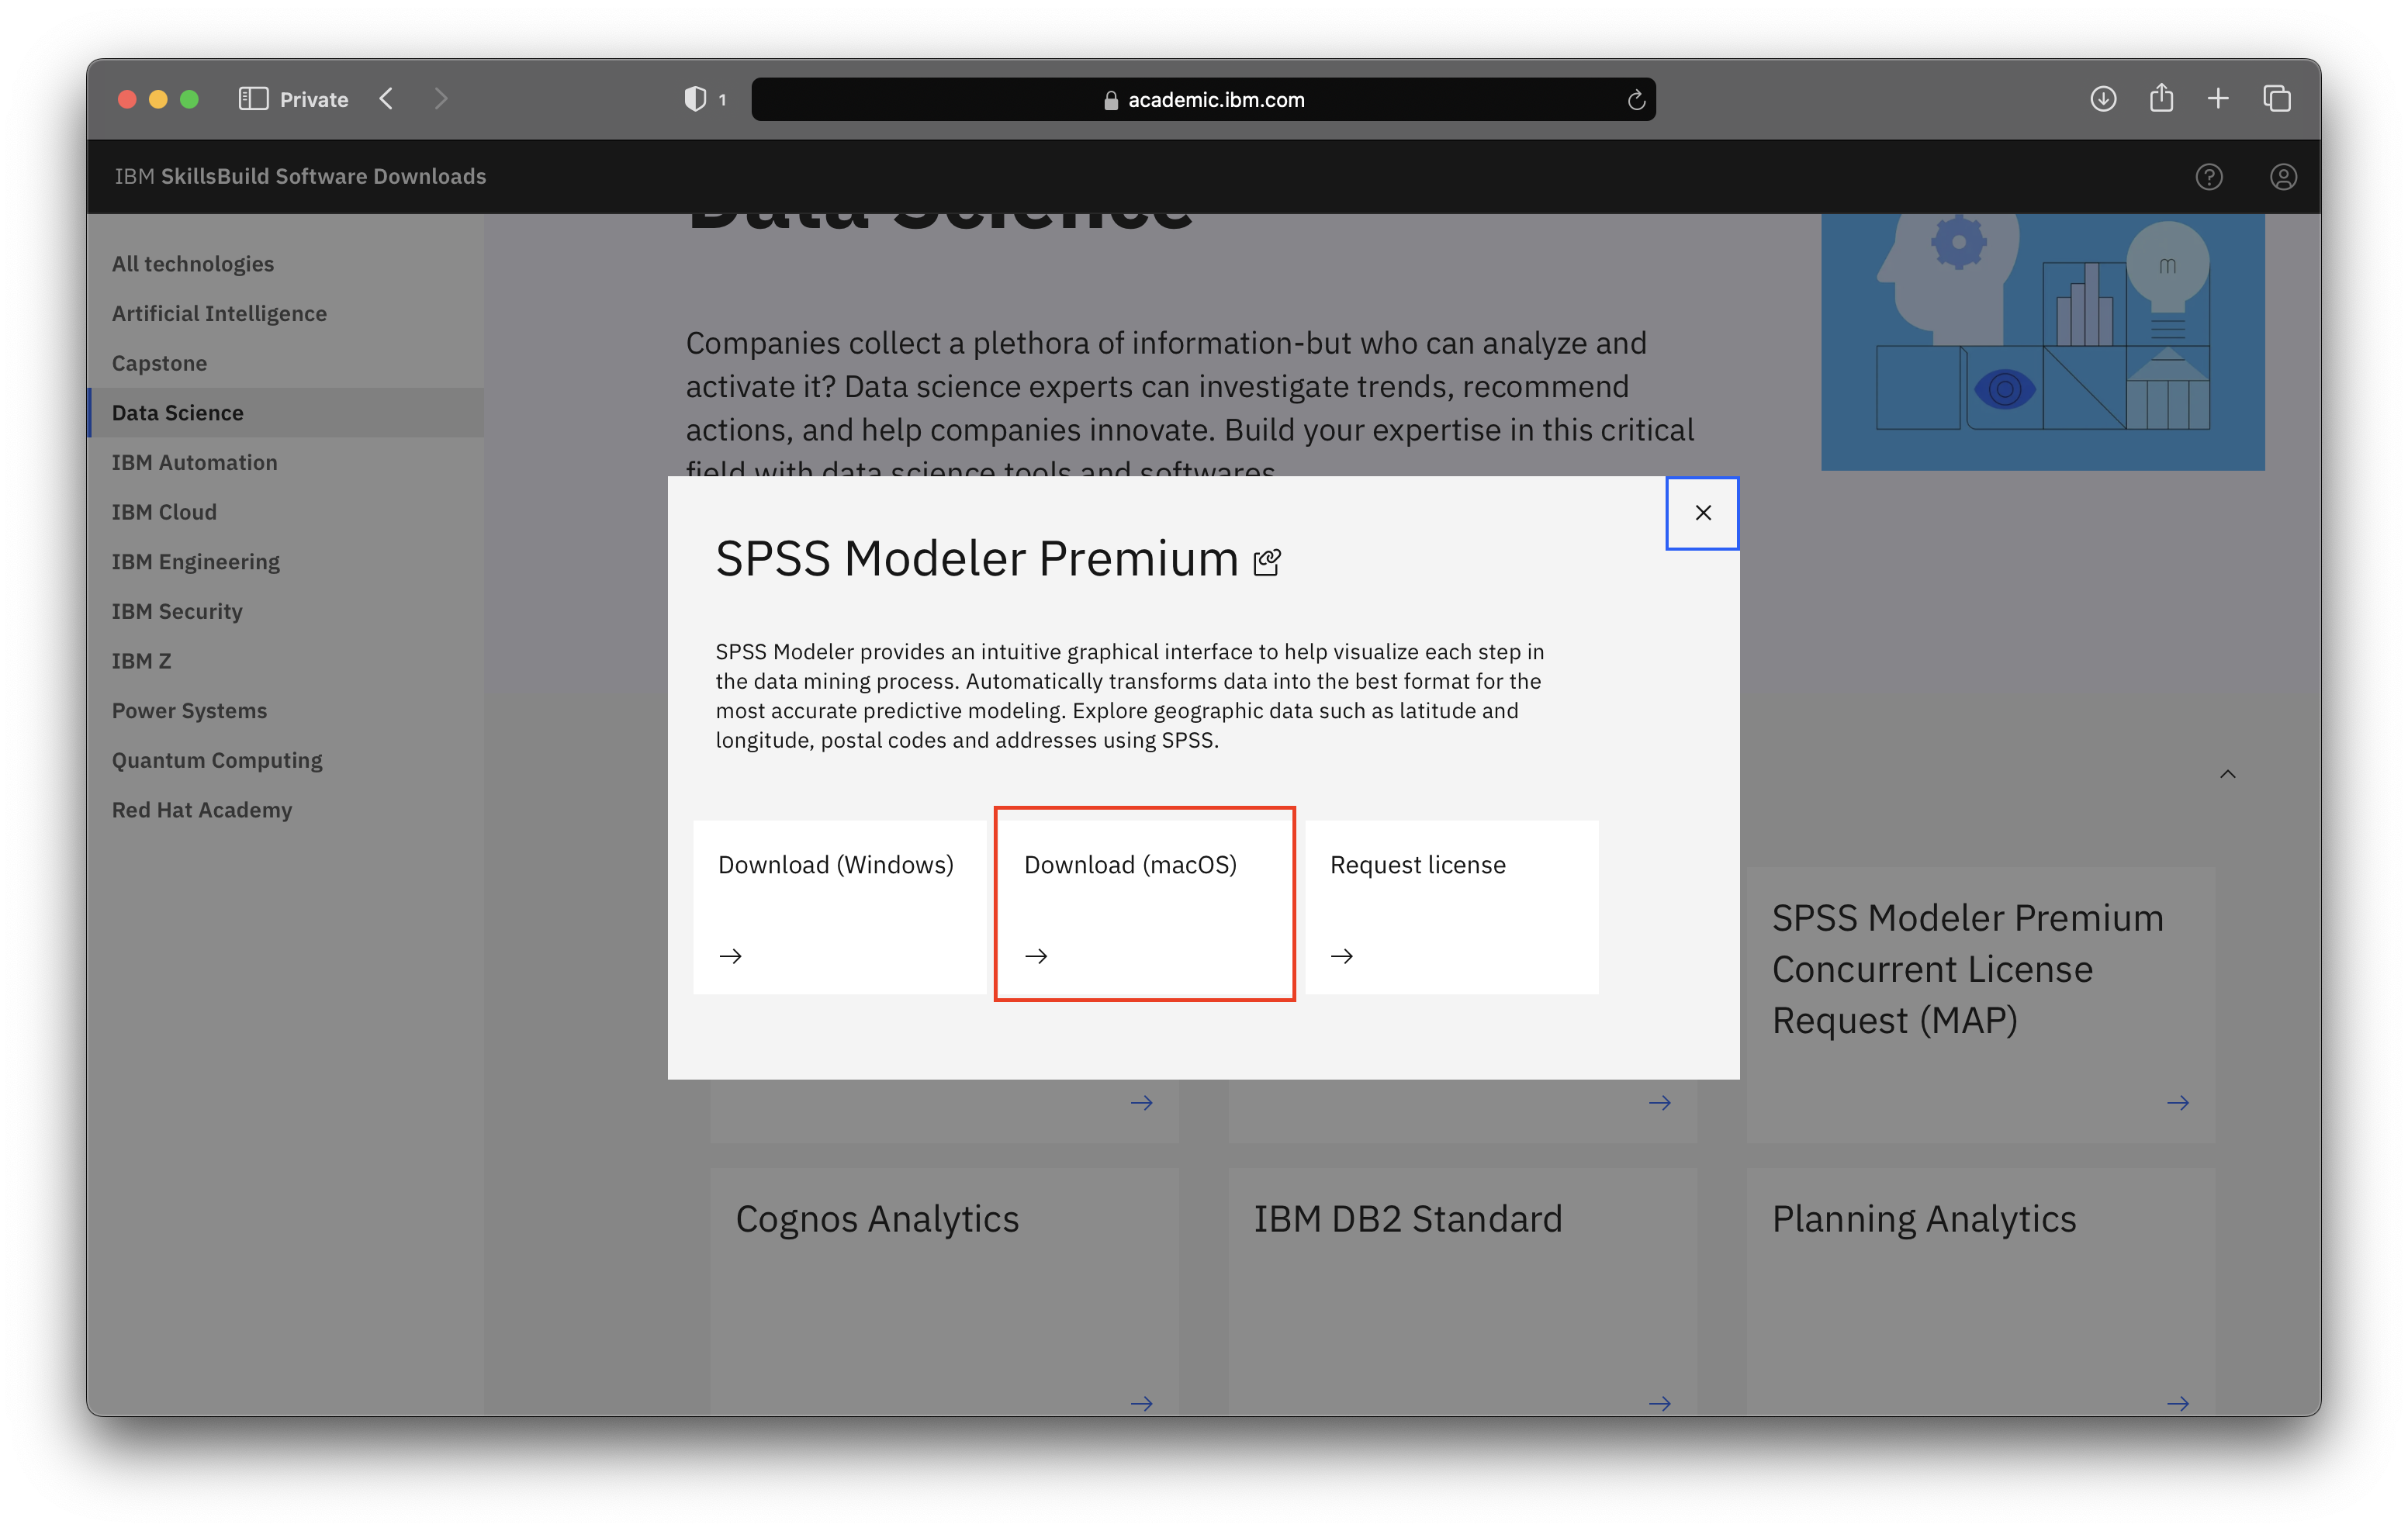 Private
1
academic.ibm.com
IBM SkillsBuild Software Downloads
All technologies
Artificial Intelligence
Capstone
Data Science
IBM Automation
IBM Cloud
IBM Engineering
IBM Security
IBM Z
Power Systems
Quantum Computing
Red Hat Academy
Data Science
m
Companies collect a plethora of information-but who can analyze and
activate it? Data science experts can investigate trends, recommend
actions, and help companies innovate. Build your expertise in this critical
field with data science tools and softwares.
SPSS Modeler Premium
SPSS Modeler provides an intuitive graphical interface to help visualize each step in
the data mining process. Automatically transforms data into the best format for the
most accurate predictive modeling. Explore geographic data such as latitude and
longitude, postal codes and addresses using SPSS.
Download (Windows)
Download (macOS)
Request license
SPSS Modeler Premium
Concurrent License
Request (MAP)
Cognos Analytics
IBM DB2 Standard
Planning Analytics